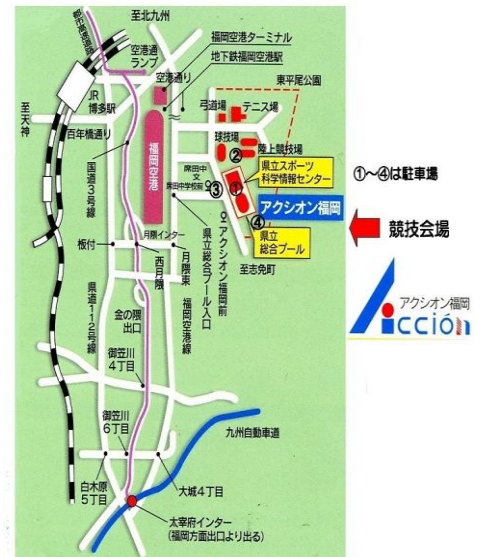 至北九州
都市高速道路
空港通
ランプ
福岡空港ターミナル
地下鉄福岡空港駅
空港通り
東平尾公園
JR
博多駅
至天神
百年橋通り
国道3号線
福岡空港
弓道場
テニス場
球技場
陸上競技場
②
県立スポーツ
科学情報センター
①
席田中
文
席田中学校前
③
④
アクシオン福岡
県立
総合プール
①〜④は駐車場
競技会場
アクシオン福岡
Acción
月隈インター
板付
西月隈
月隈東
福岡空港線
県立総合プール入口
アクシオン福岡前
至志免町
県道112号線
金の隈
出口
御笠川
4丁目
御笠川
6丁目
九州自動車道
白木原
5丁目
大城4丁目
太宰府インター
(福岡方面出口より出る)